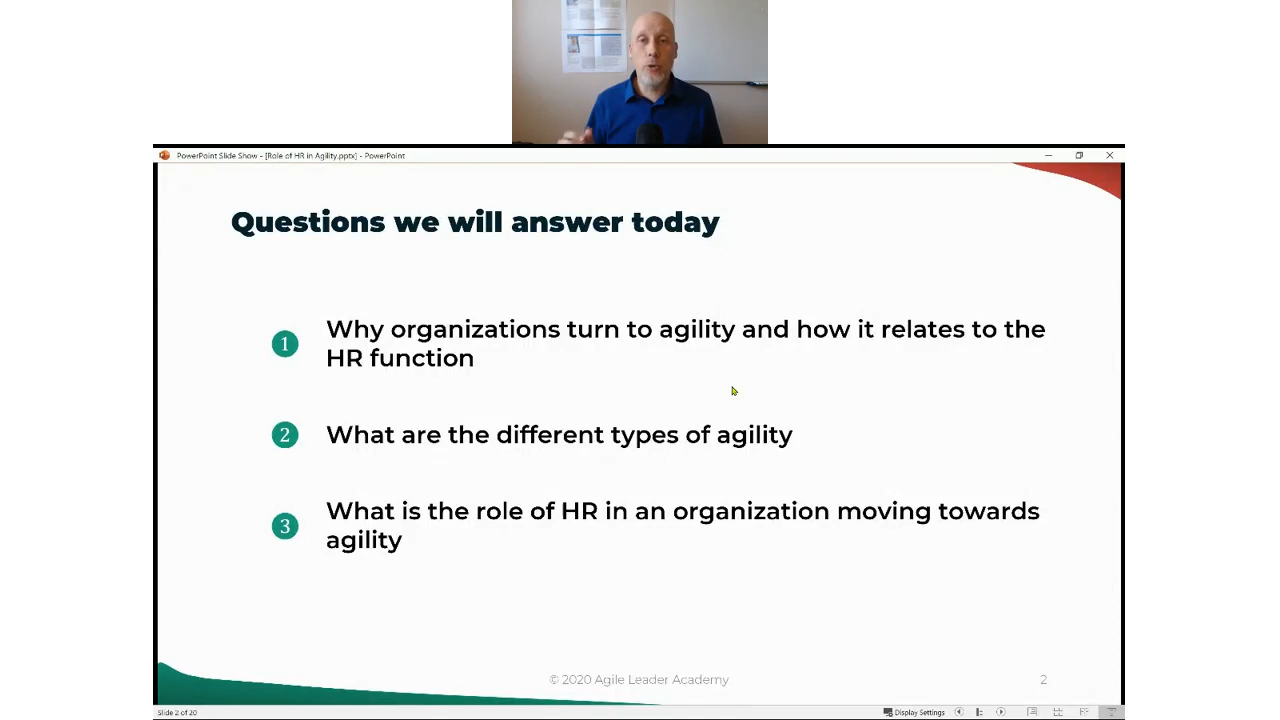 PowerPoint Slide Show - [Role of HR in Agility.pptx] - PowerPoint
Questions we will answer today
1 Why organizations turn to agility and how it relates to the
HR function
2 What are the different types of agility
3 What is the role of HR in an organization moving towards
agility
© 2020 Agile Leader Academy
2
Slide 2 of 20
Display Settings